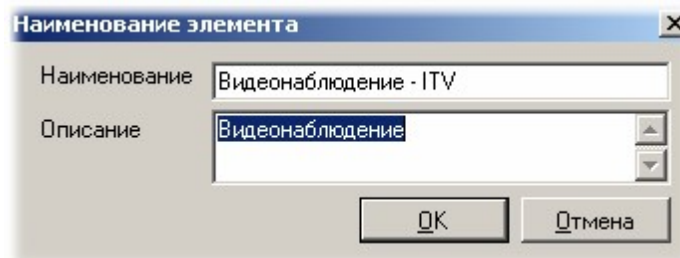 Наименование элемента
Наименование Видеонаблюдение - ITV
Описание Видеонаблюдение
OK Отмена